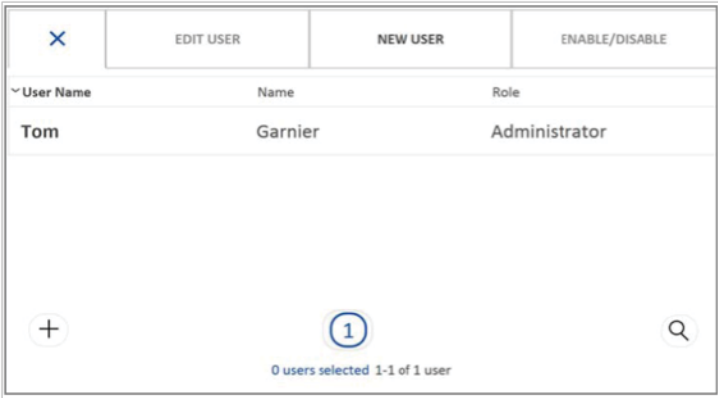 EDIT USER NEW USER ENABLE/DISABLE
User Name Name Role
Tom Garnier Administrator
1
0 users selected 1-1 of 1 user